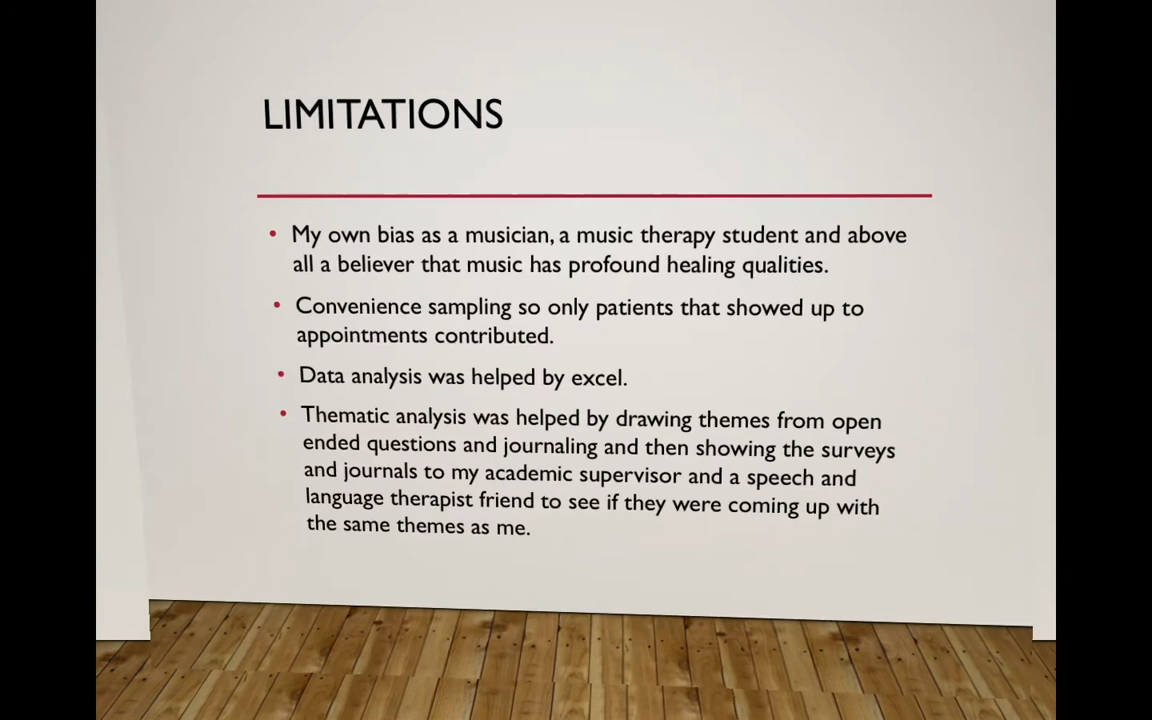 LIMITATIONS
• My own bias as a musician, a music therapy student and above
all a believer that music has profound healing qualities.
• Convenience sampling so only patients that showed up to
appointments contributed.
• Data analysis was helped by excel.
• Thematic analysis was helped by drawing themes from open
ended questions and journaling and then showing the surveys
and journals to my academic supervisor and a speech and
language therapist friend to see if they were coming up with
the same themes as me.